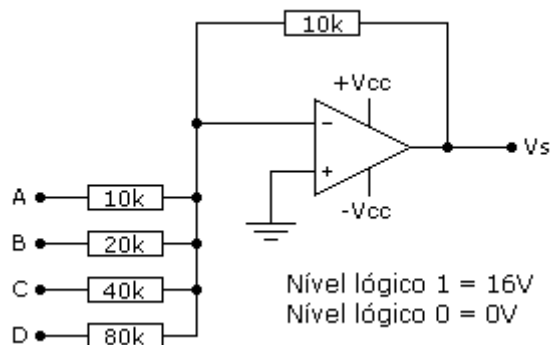 10k
+Vcc
−
+
Vs
-Vcc
A 10k
B 20k
C 40k
D 80k
Nível lógico 1 = 16V
Nível lógico 0 = 0V